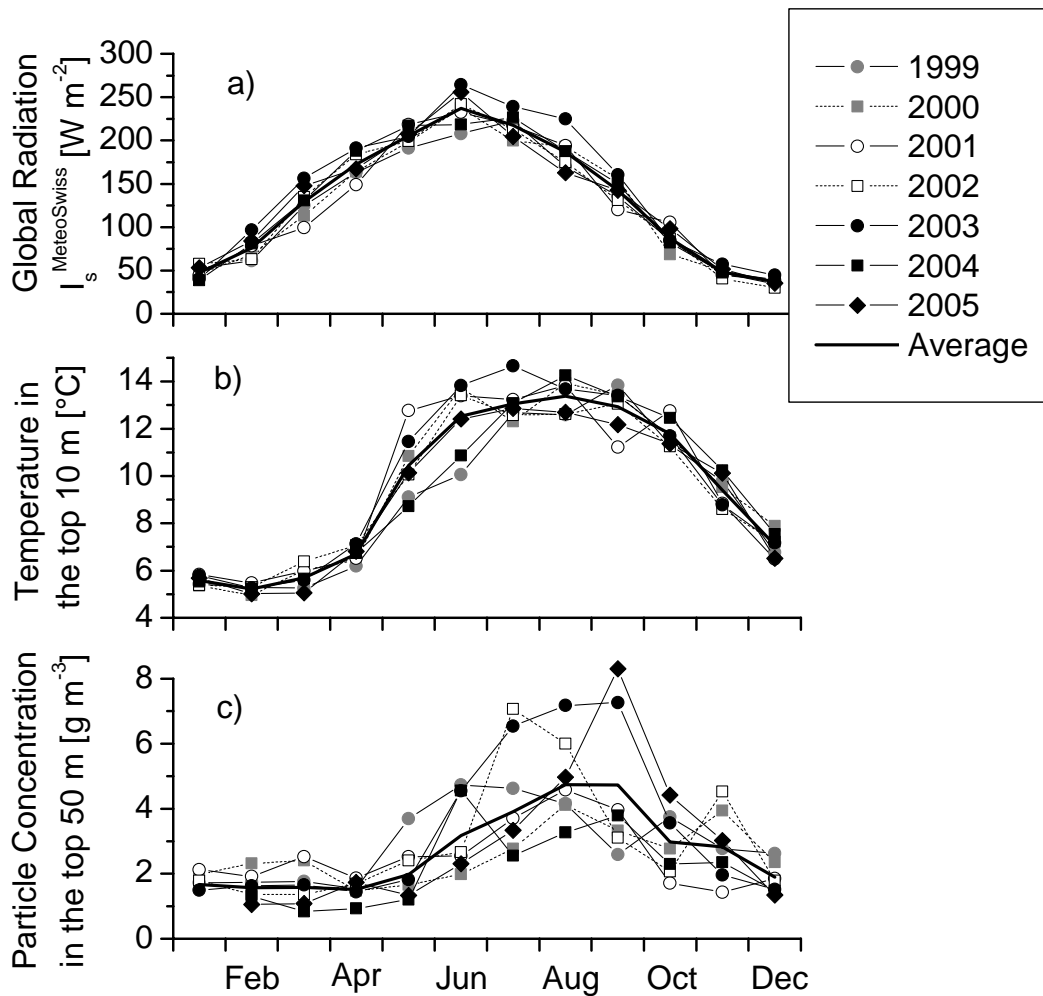 Global Radiation
I_s^MeteoSwiss [W m^-2]
300
250
200
150
100
50
0
a)
1999
2000
2001
2002
2003
2004
2005
Average
Temperature in
the top 10 m [°C]
14
12
10
8
6
4
b)
Particle Concentration
in the top 50 m [g m^-3]
8
6
4
2
0
c)
Feb Apr Jun Aug Oct Dec